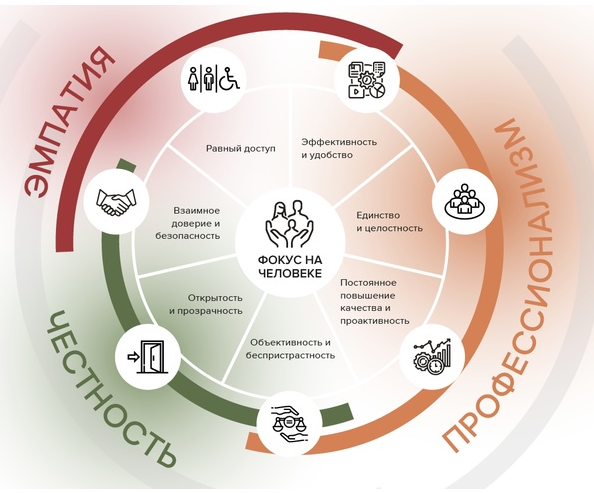 ЭМПАТИЯ
ПРОФЕССИОНАЛИЗМ
ЧЕСТНОСТЬ
Равный доступ
Эффективность
и удобство
Взаимное
доверие и
безопасность
Единство
и целостность
ФОКУС НА
ЧЕЛОВЕКЕ
Открытость
и прозрачность
Постоянное
повышение
качества и
проактивность
Объективность и
беспристрастность